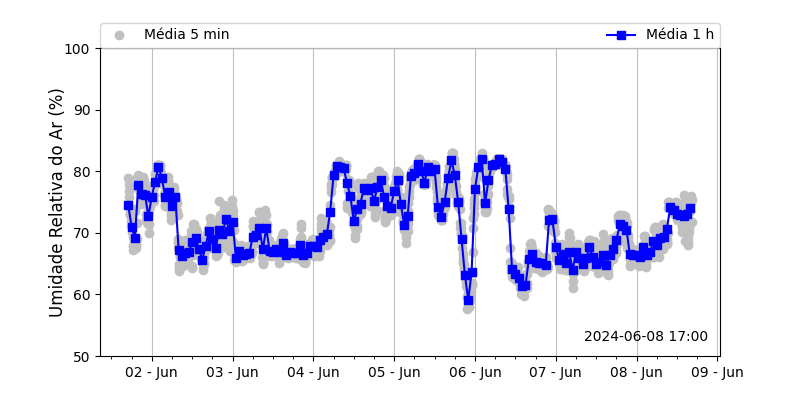 Média 5 min
Média 1 h
Umidade Relativa do Ar (%)
100
90
80
70
60
50
2024-06-08 17:00
02 - Jun
03 - Jun
04 - Jun
05 - Jun
06 - Jun
07 - Jun
08 - Jun
09 - Jun